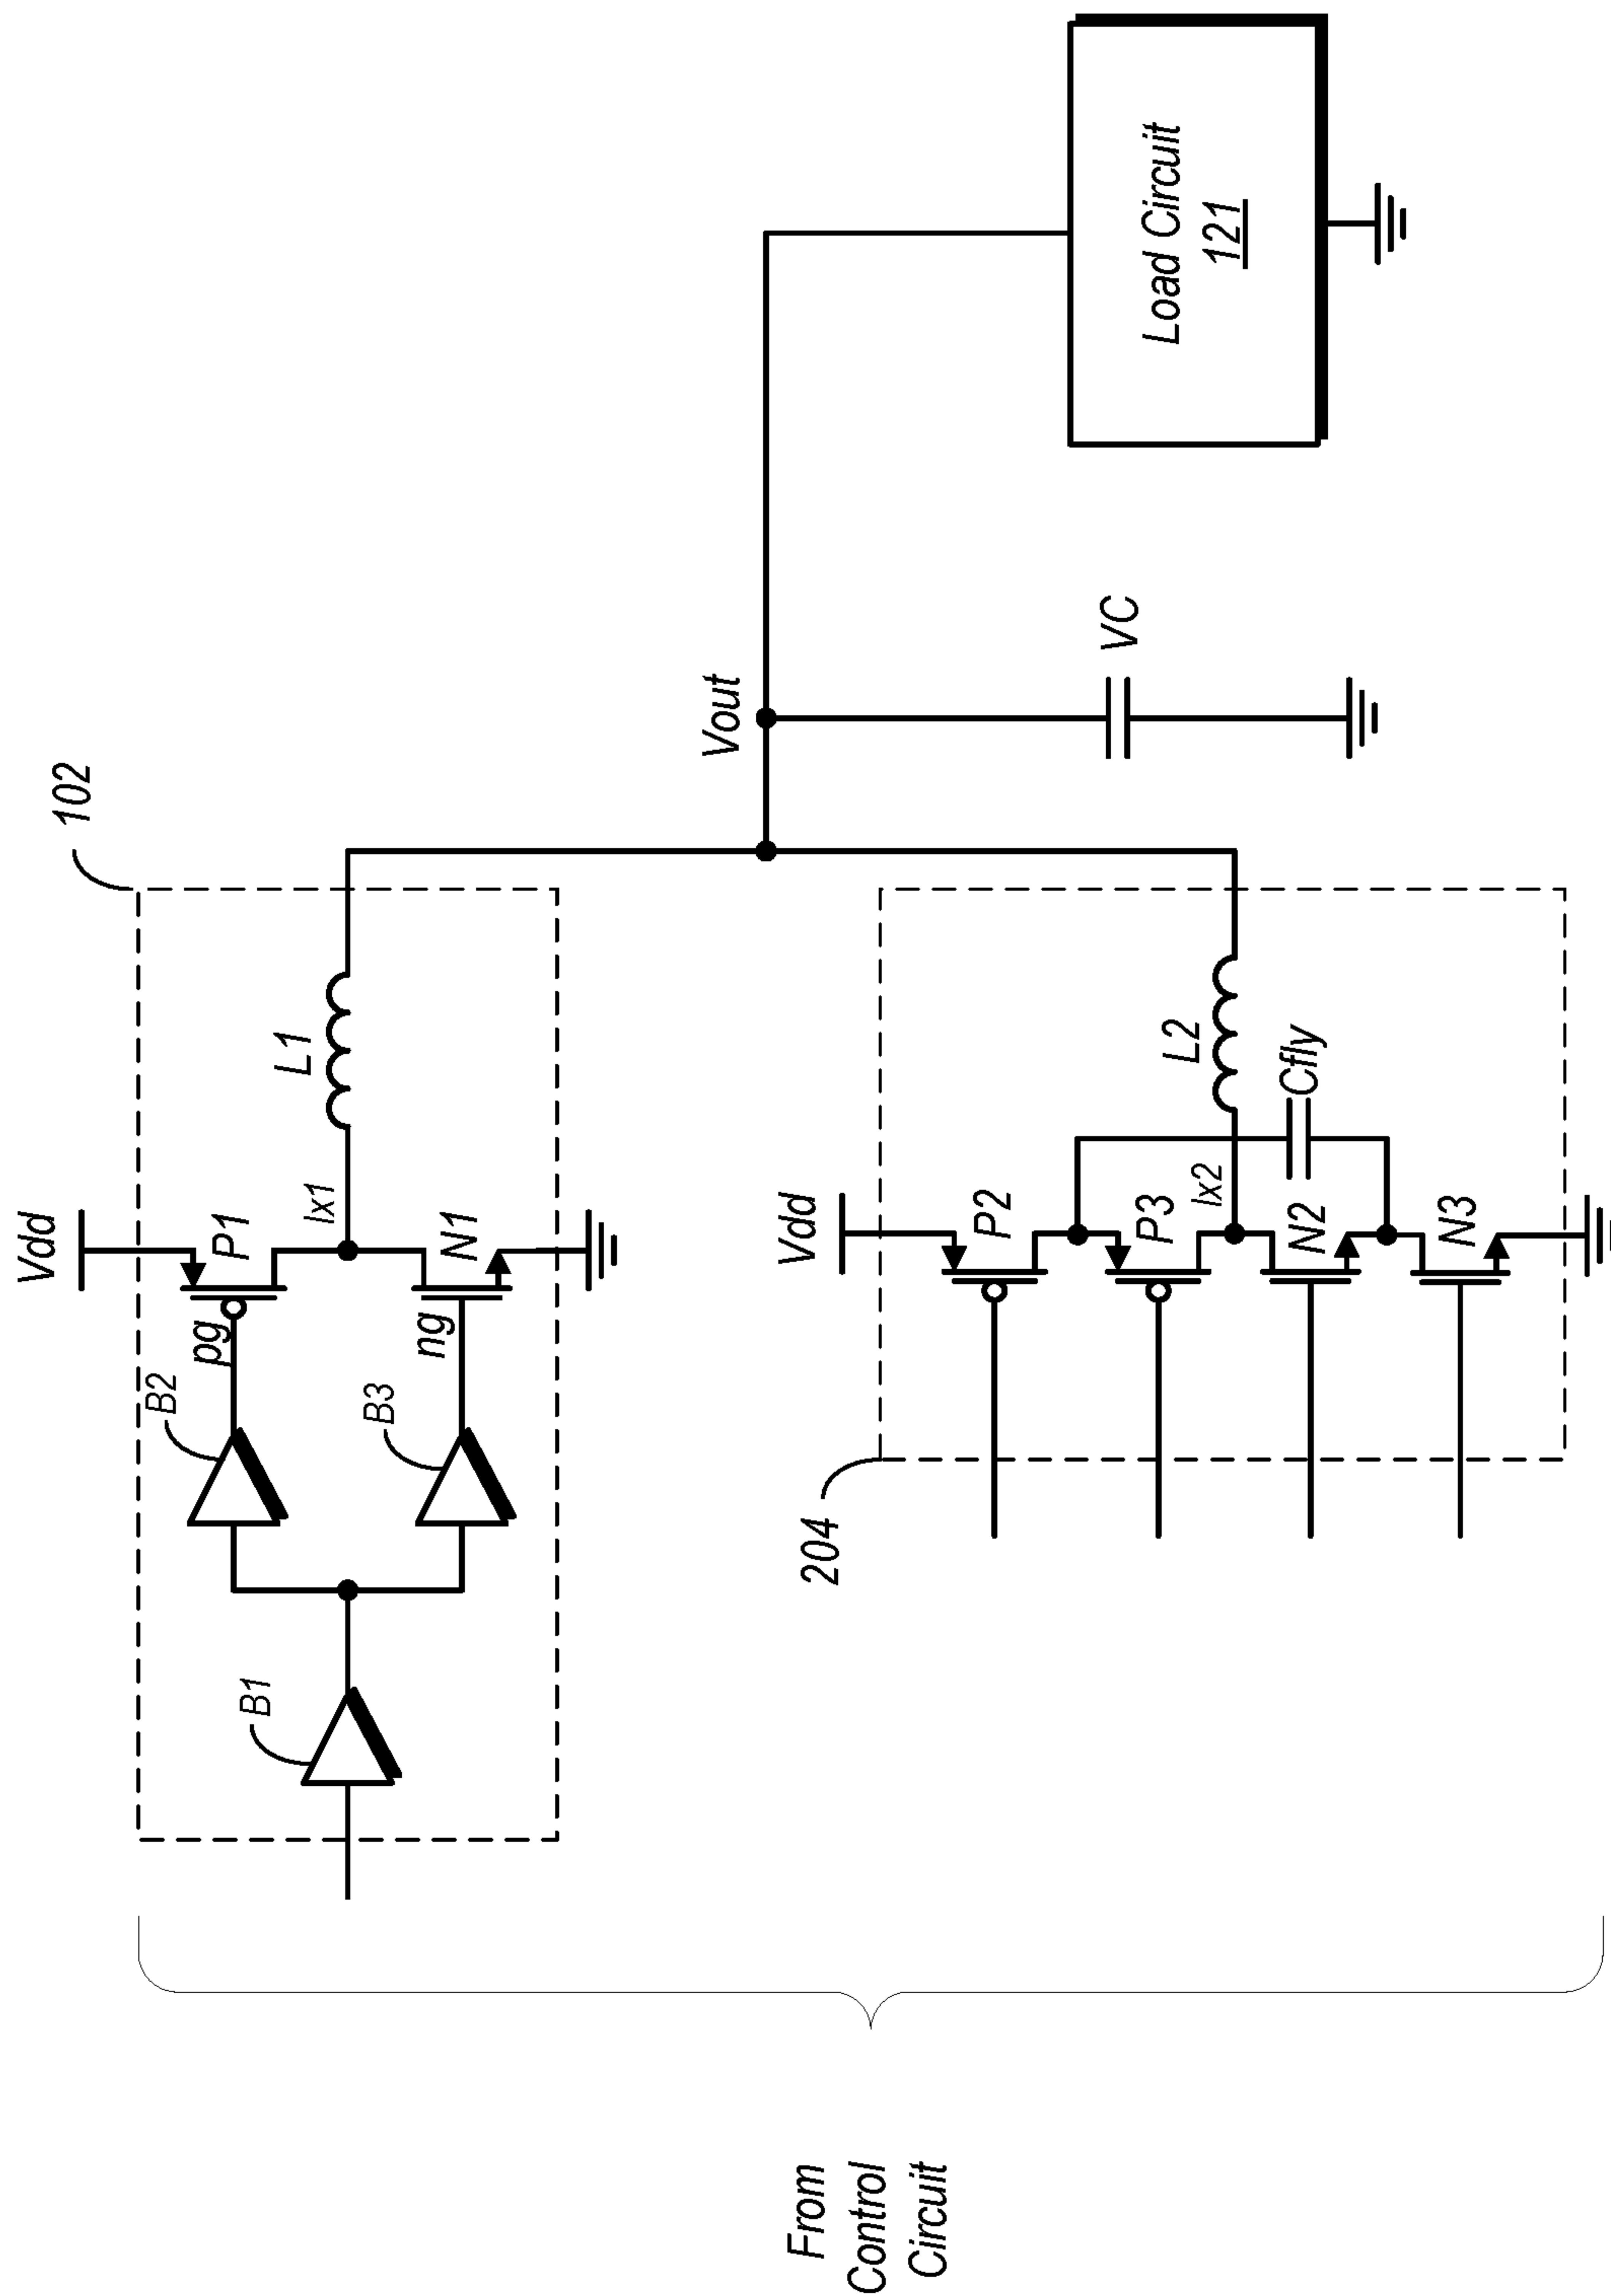 102
Vdd
B2
pg
P1
L1
B1
lx1
B3
ng
N1
Vout
From
Control
Circuit
204
Vdd
P2
P3
lx2
L2
Cfly
N2
N3
VC
Load Circuit
121